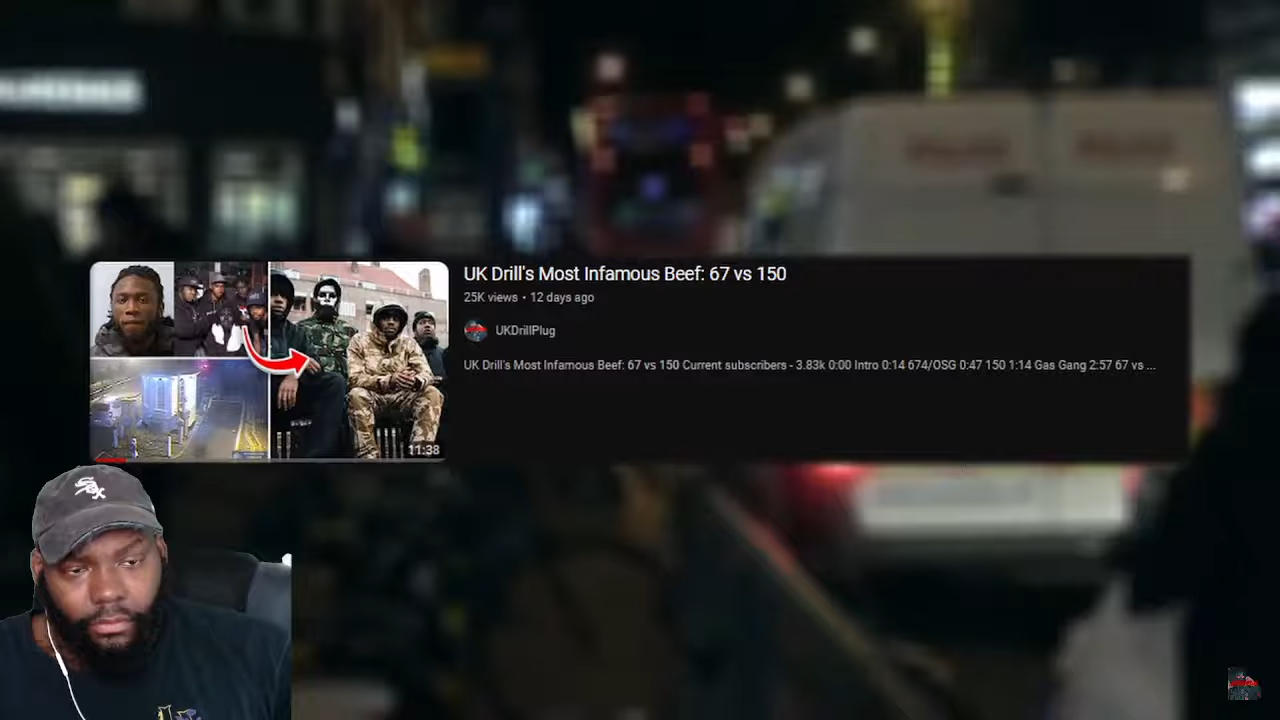 UK Drill's Most Infamous Beef: 67 vs 150
25K views • 12 days ago
UKDrillPlug
UK Drill's Most Infamous Beef: 67 vs 150 Current subscribers - 3.83k 0:00 Intro 0:14 674/OSG 0:47 150 1:14 Gas Gang 2:57 67 vs ...
11:38
Sox